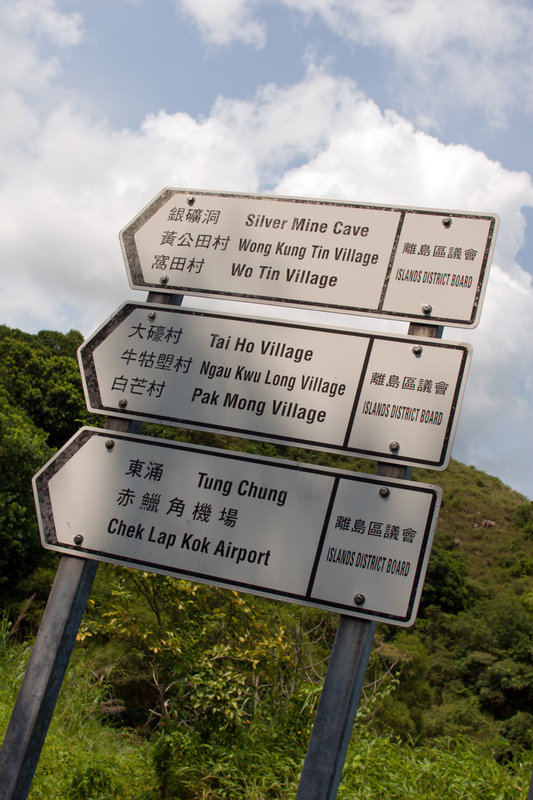 銀礦洞 Silver Mine Cave
黃公田村 Wong Kung Tin Village
窩田村 Wo Tin Village
離島區議會
ISLANDS DISTRICT BOARD
大蠔村 Tai Ho Village
牛牯塱村 Ngau Kwu Long Village
白芒村 Pak Mong Village
離島區議會
ISLANDS DISTRICT BOARD
東涌 Tung Chung
赤鱲角機場
Chek Lap Kok Airport
離島區議會
ISLANDS DISTRICT BOARD